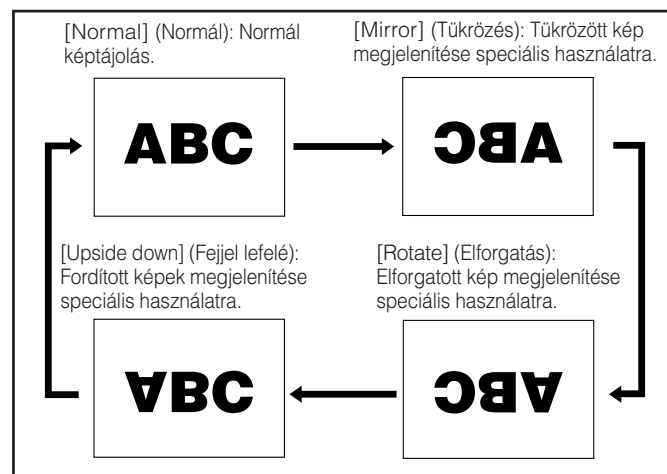 [Normal] (Normál): Normál
képtájolás.
ABC
[Mirror] (Tükrözés): Tükrözött kép
megjelenítése speciális használatra.
ABC
[Upside down] (Fejjel lefelé):
Fordított képek megjelenítése
speciális használatra.
ABC
[Rotate] (Elforgatás):
Elforgatott kép megjelenítése
speciális használatra.
ABC